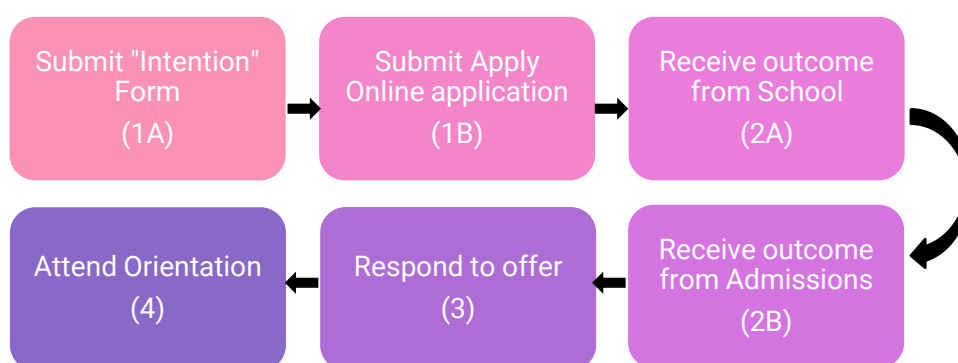 Submit "Intention"
Form
(1A)
Submit Apply
Online application
(1B)
Receive outcome
from School
(2A)
Receive outcome
from Admissions
(2B)
Respond to offer
(3)
Attend Orientation
(4)